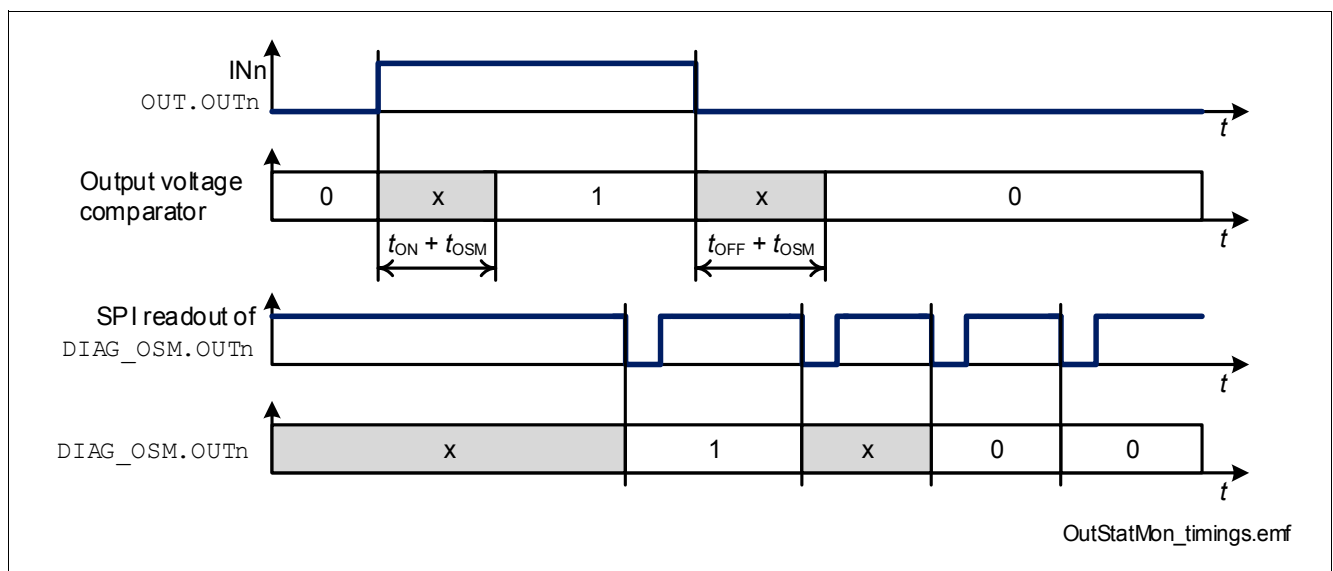 INn
OUT.OUTn
t
Output voltage
comparator
0 x 1 x 0
t
tON + tOSM tOFF + tOSM
SPI readout of
DIAG_OSM.OUTn
t
DIAG_OSM.OUTn
x 1 x 0 0
t
OutStatMon_timings.emf